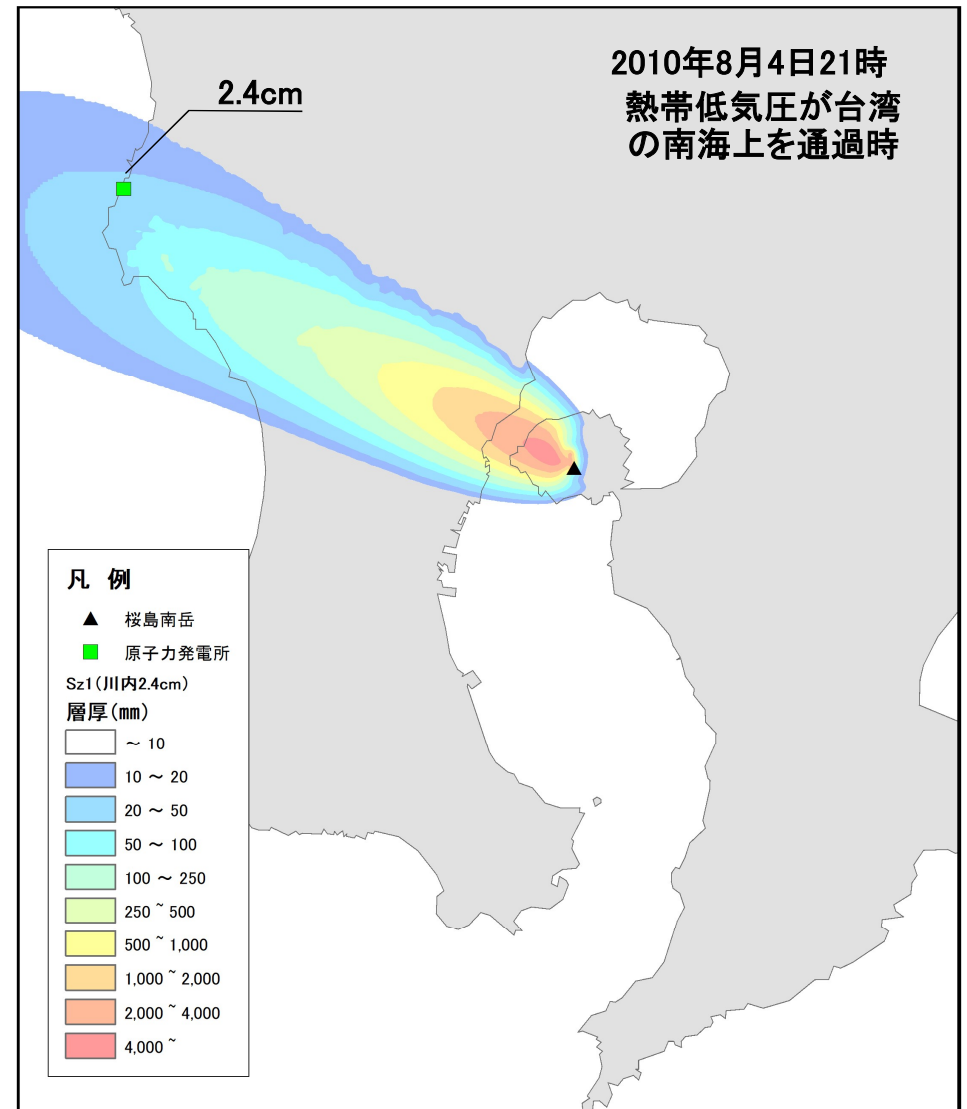 2010年8月4日21時
熱帯低気圧が台湾
の南海上を通過時
2.4cm
凡 例
桜島南岳
原子力発電所
Sz1(川内2.4cm)
層厚(㎜)
～ 10
10 ～ 20
20 ～ 50
50 ～ 100
100 ～ 250
250 ~ 500
500 ~ 1,000
1,000 ~ 2,000
2,000 ~ 4,000
4,000 ~